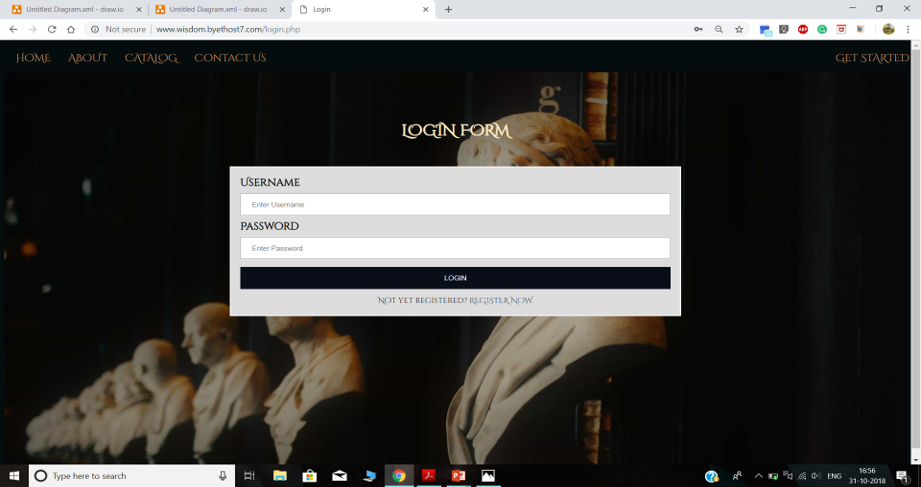 Untitled Diagram.xml - draw.io
Untitled Diagram.xml - draw.io
Login
Not secure
www.wisdom.byethost7.com/login.php
HOME ABOUT CATALOG CONTACT US GET STARTED
LOGIN FORM
USERNAME
Enter Username
PASSWORD
Enter Password
LOGIN
NOT YET REGISTERED? REGISTER NOW
Type here to search
ENG
16:56
31-10-2018